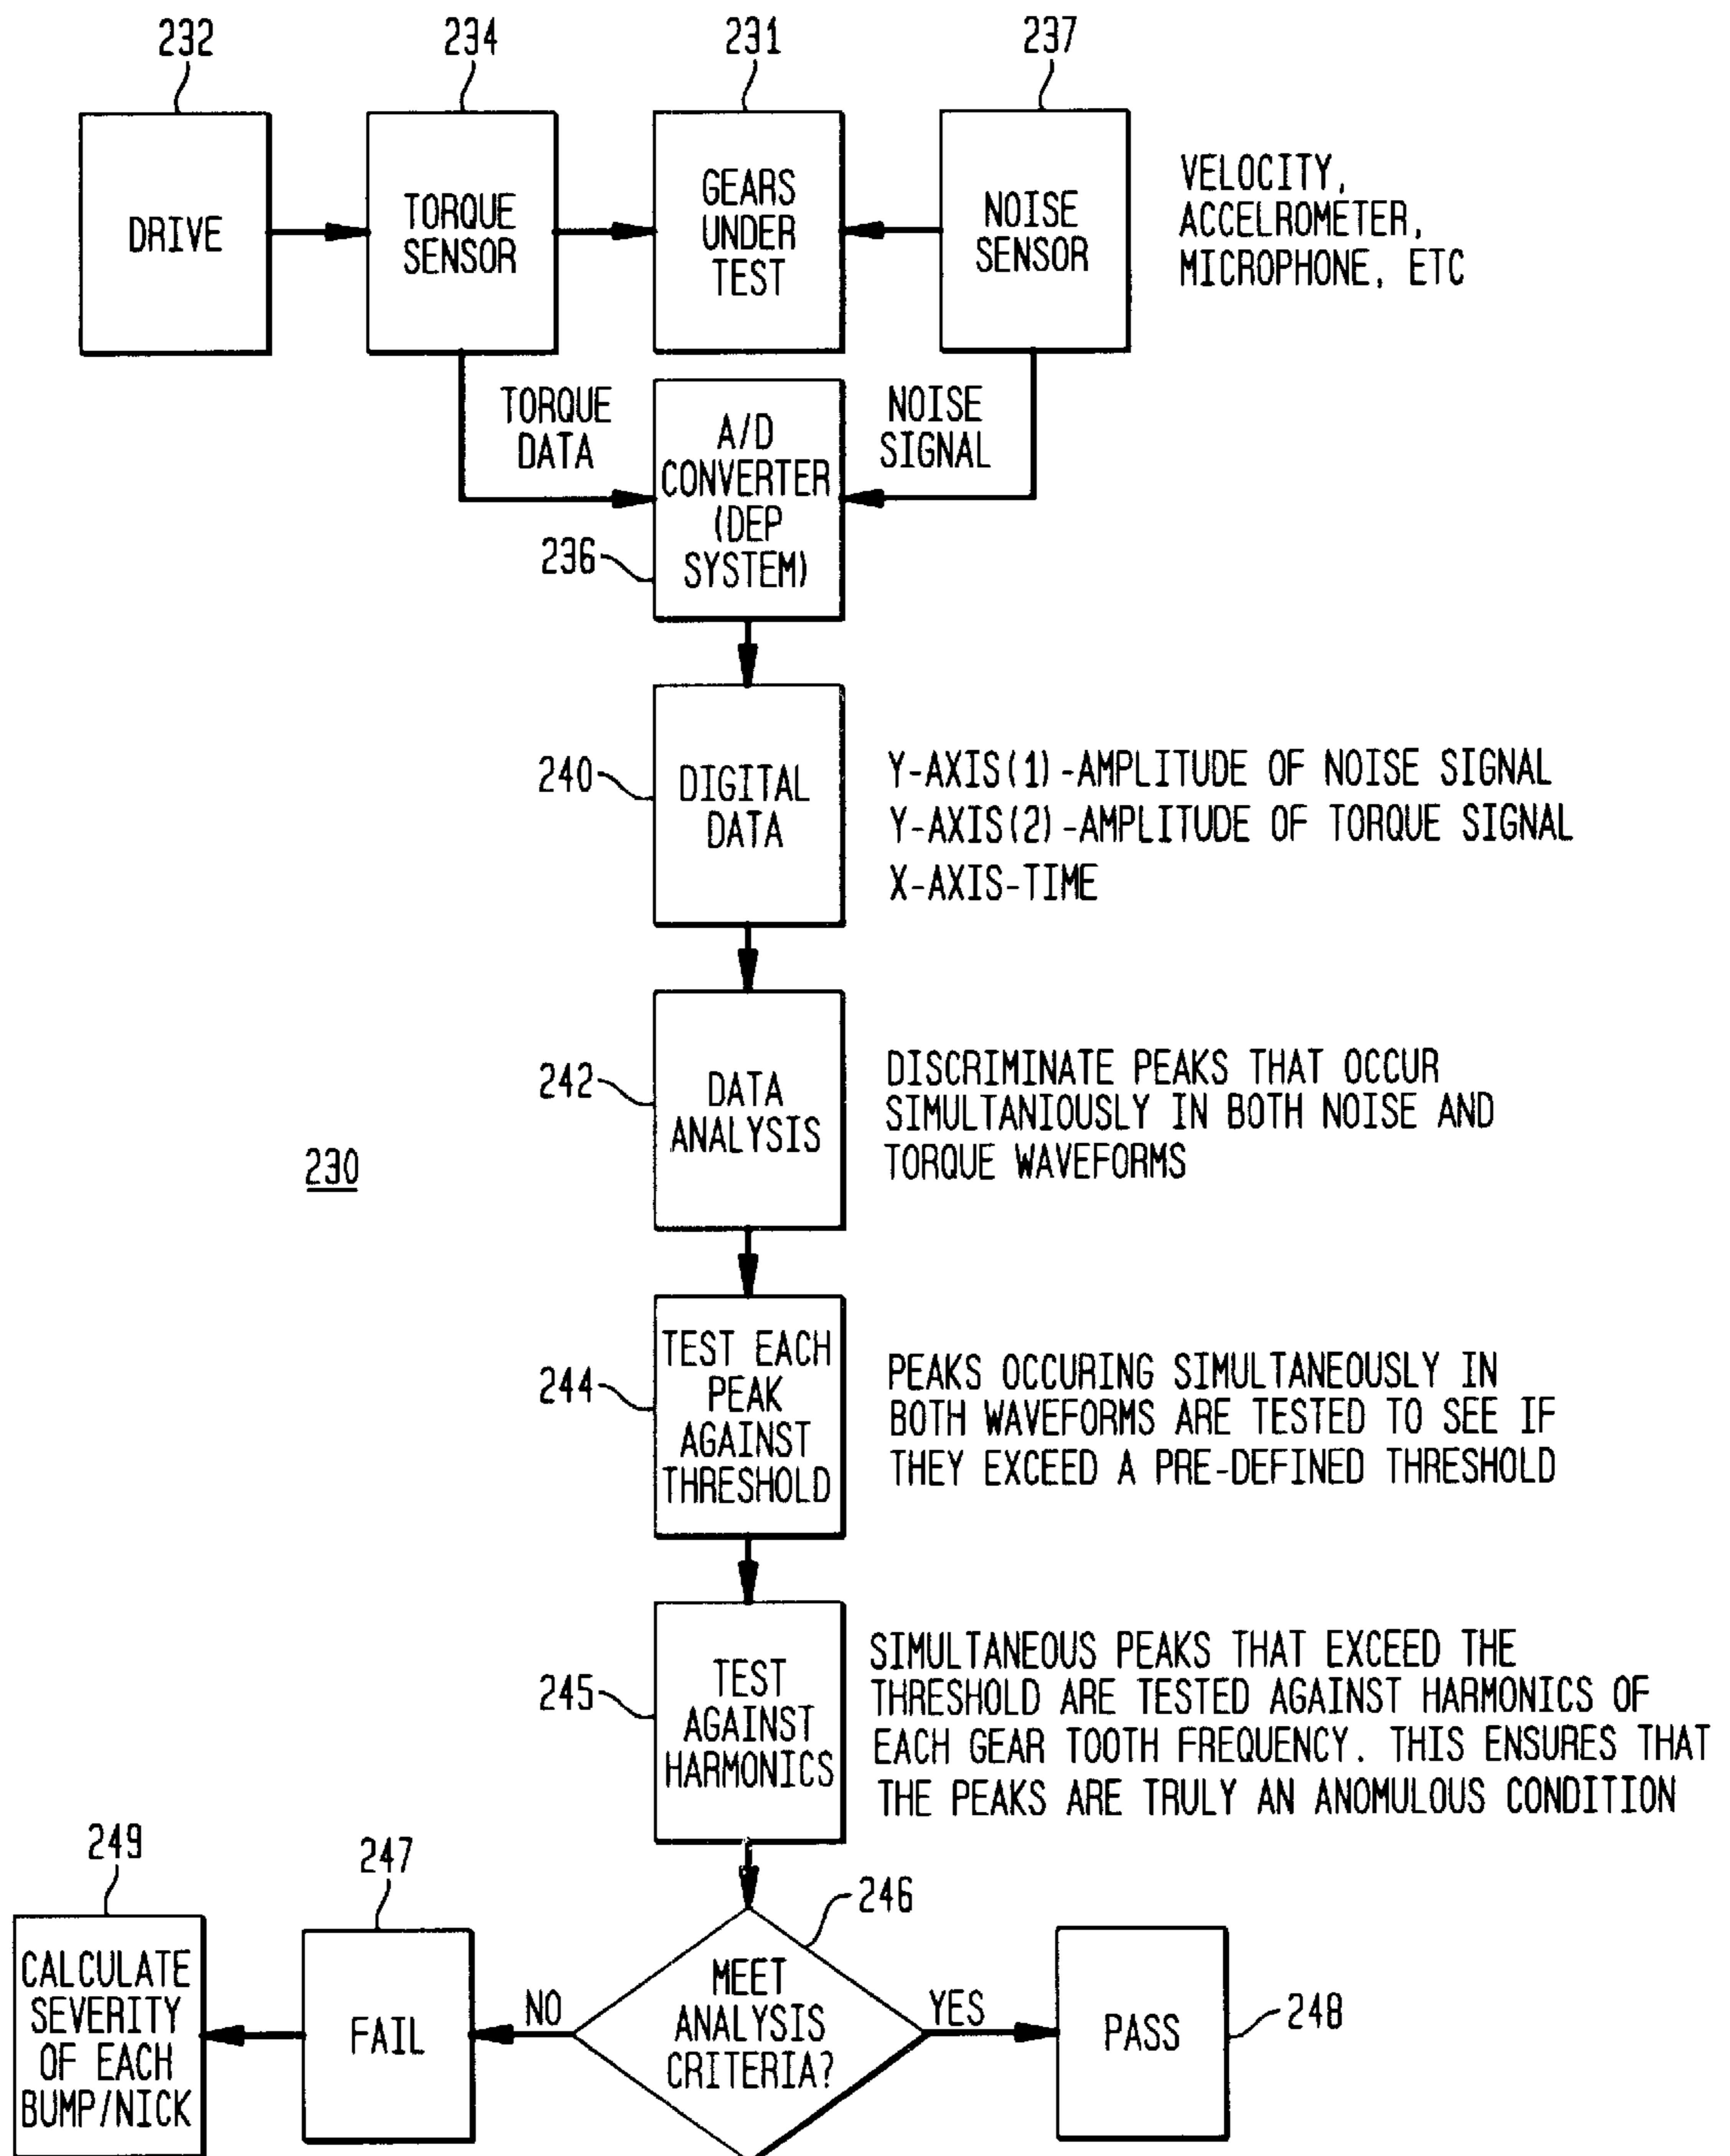 232
234
231
237
DRIVE
TORQUE
SENSOR
GEARS
UNDER
TEST
NOISE
SENSOR
VELOCITY,
ACCELROMETER,
MICROPHONE, ETC
TORQUE
DATA
A/D
CONVERTER
(DEP
SYSTEM)
NOISE
SIGNAL
236
240
DIGITAL
DATA
Y-AXIS(1)-AMPLITUDE OF NOISE SIGNAL
Y-AXIS(2)-AMPLITUDE OF TORQUE SIGNAL
X-AXIS-TIME
242
DATA
ANALYSIS
DISCRIMINATE PEAKS THAT OCCUR
SIMULTANIOUSLY IN BOTH NOISE AND
TORQUE WAVEFORMS
230
244
TEST EACH
PEAK
AGAINST
THRESHOLD
PEAKS OCCURING SIMULTANEOUSLY IN
BOTH WAVEFORMS ARE TESTED TO SEE IF
THEY EXCEED A PRE-DEFINED THRESHOLD
245
TEST
AGAINST
HARMONICS
SIMULTANEOUS PEAKS THAT EXCEED THE
THRESHOLD ARE TESTED AGAINST HARMONICS OF
EACH GEAR TOOTH FREQUENCY. THIS ENSURES THAT
THE PEAKS ARE TRULY AN ANOMULOUS CONDITION
249
247
246
CALCULATE
SEVERITY
OF EACH
BUMP/NICK
FAIL
NO
MEET
ANALYSIS
CRITERIA?
YES
PASS
248